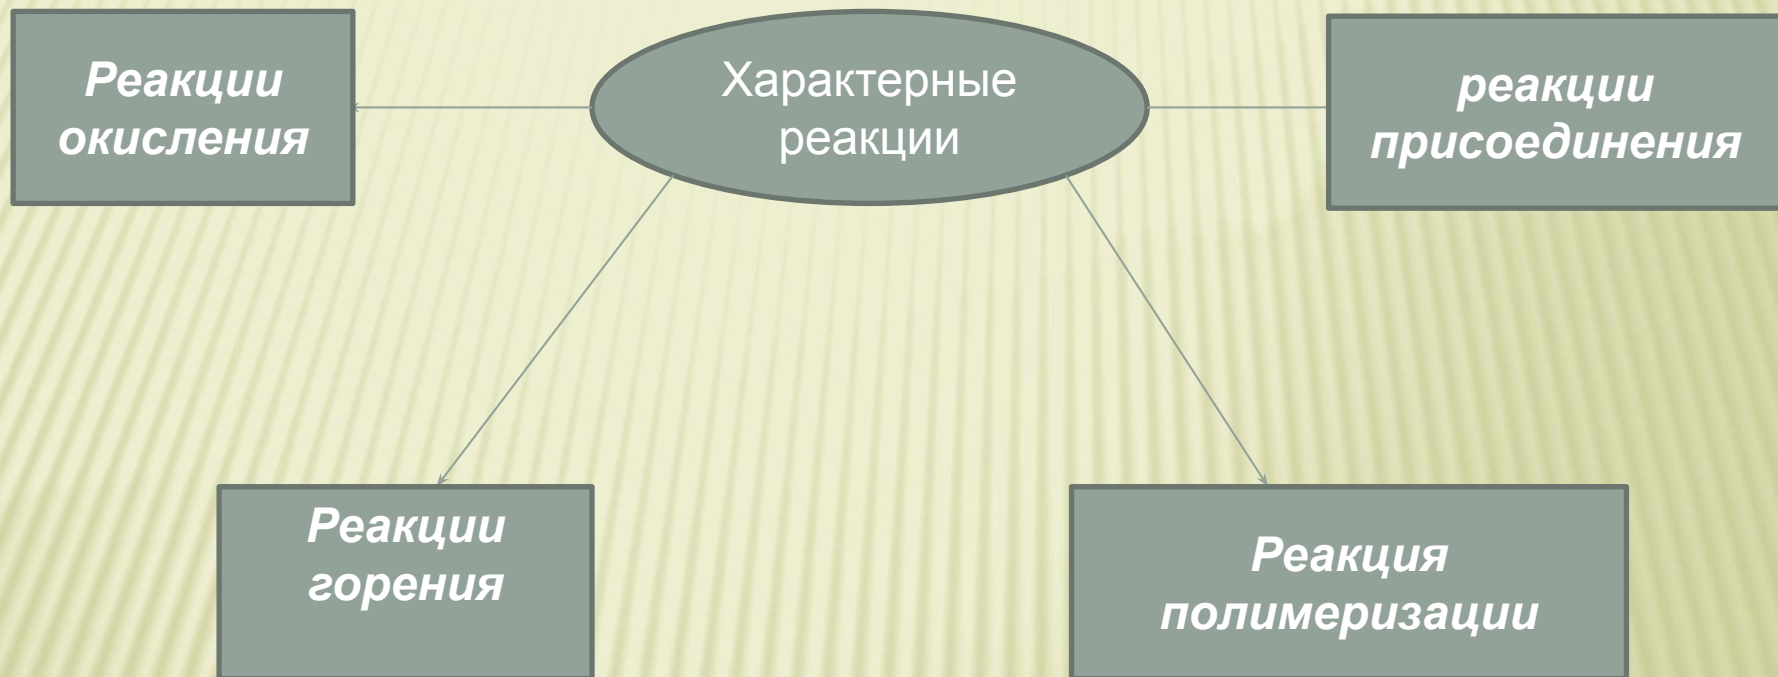 Реакции
окисления
Характерные
реакции
реакции
присоединения
Реакции
горения
Реакция
полимеризации